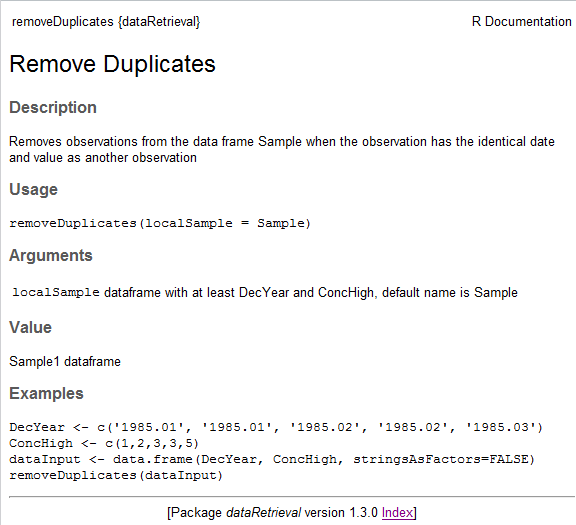 removeDuplicates {dataRetrieval} R Documentation
Remove Duplicates
Description
Removes observations from the data frame Sample when the observation has the identical date
and value as another observation
Usage
removeDuplicates(localSample = Sample)
Arguments
localSample dataframe with at least DecYear and ConcHigh, default name is Sample
Value
Sample1 dataframe
Examples
DecYear <- c('1985.01', '1985.01', '1985.02', '1985.02', '1985.03')
ConcHigh <- c(1,2,3,3,5)
dataInput <- data.frame(DecYear, ConcHigh, stringsAsFactors=FALSE)
removeDuplicates(dataInput)
[Package dataRetrieval version 1.3.0 Index]